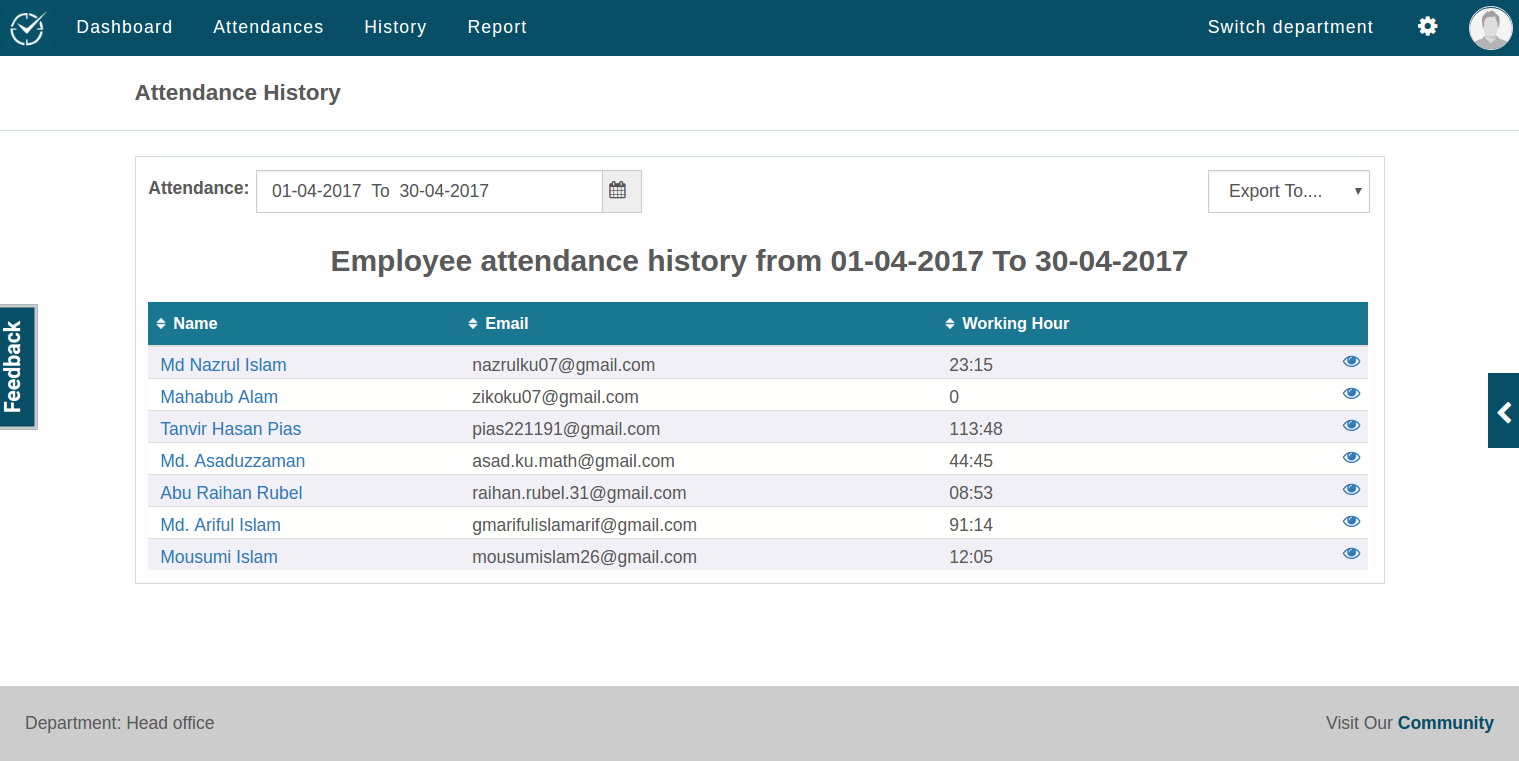 Dashboard Attendances History Report Switch department
Attendance History
Attendance: 01-04-2017 To 30-04-2017 Export To....
Employee attendance history from 01-04-2017 To 30-04-2017
Name Email Working Hour
Md Nazrul Islam nazrulku07@gmail.com 23:15
Mahabub Alam zikoku07@gmail.com 0
Tanvir Hasan Pias pias221191@gmail.com 113:48
Md. Asaduzzaman asad.ku.math@gmail.com 44:45
Abu Raihan Rubel raihan.rubel.31@gmail.com 08:53
Md. Ariful Islam gmarifulislamarif@gmail.com 91:14
Mousumi Islam mousumislam26@gmail.com 12:05
Feedback
Department: Head office Visit Our Community